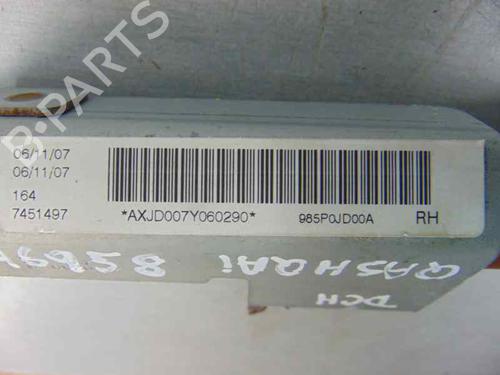 B-PARTS
06/11/07
06/11/07
164
7451497
*AXJD007Y060290*
985P0JD00A
RH
QASHQAi
DCH